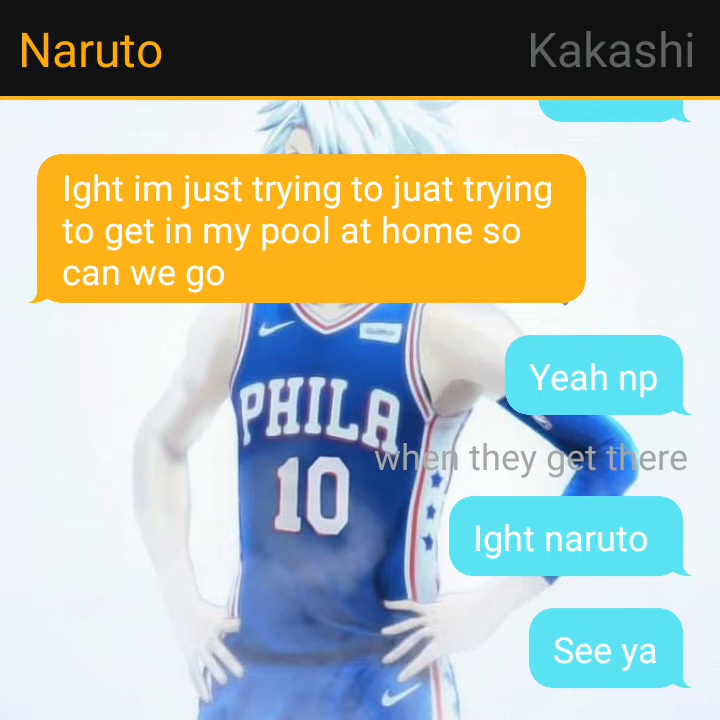 Naruto
Kakashi
Ight im just trying to juat trying
to get in my pool at home so
can we go
Yeah np
PHILA
10
when they get there
Ight naruto
See ya